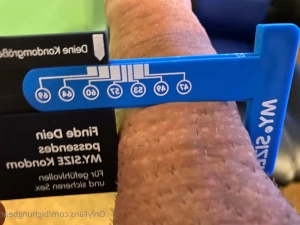 Deine Kondomgröße
47
49
53
57
60
64
69
MY.SIZE
Finde Dein
passendes
MY.SIZE Kondom
Für gefühlvollen
und sicheren Sex